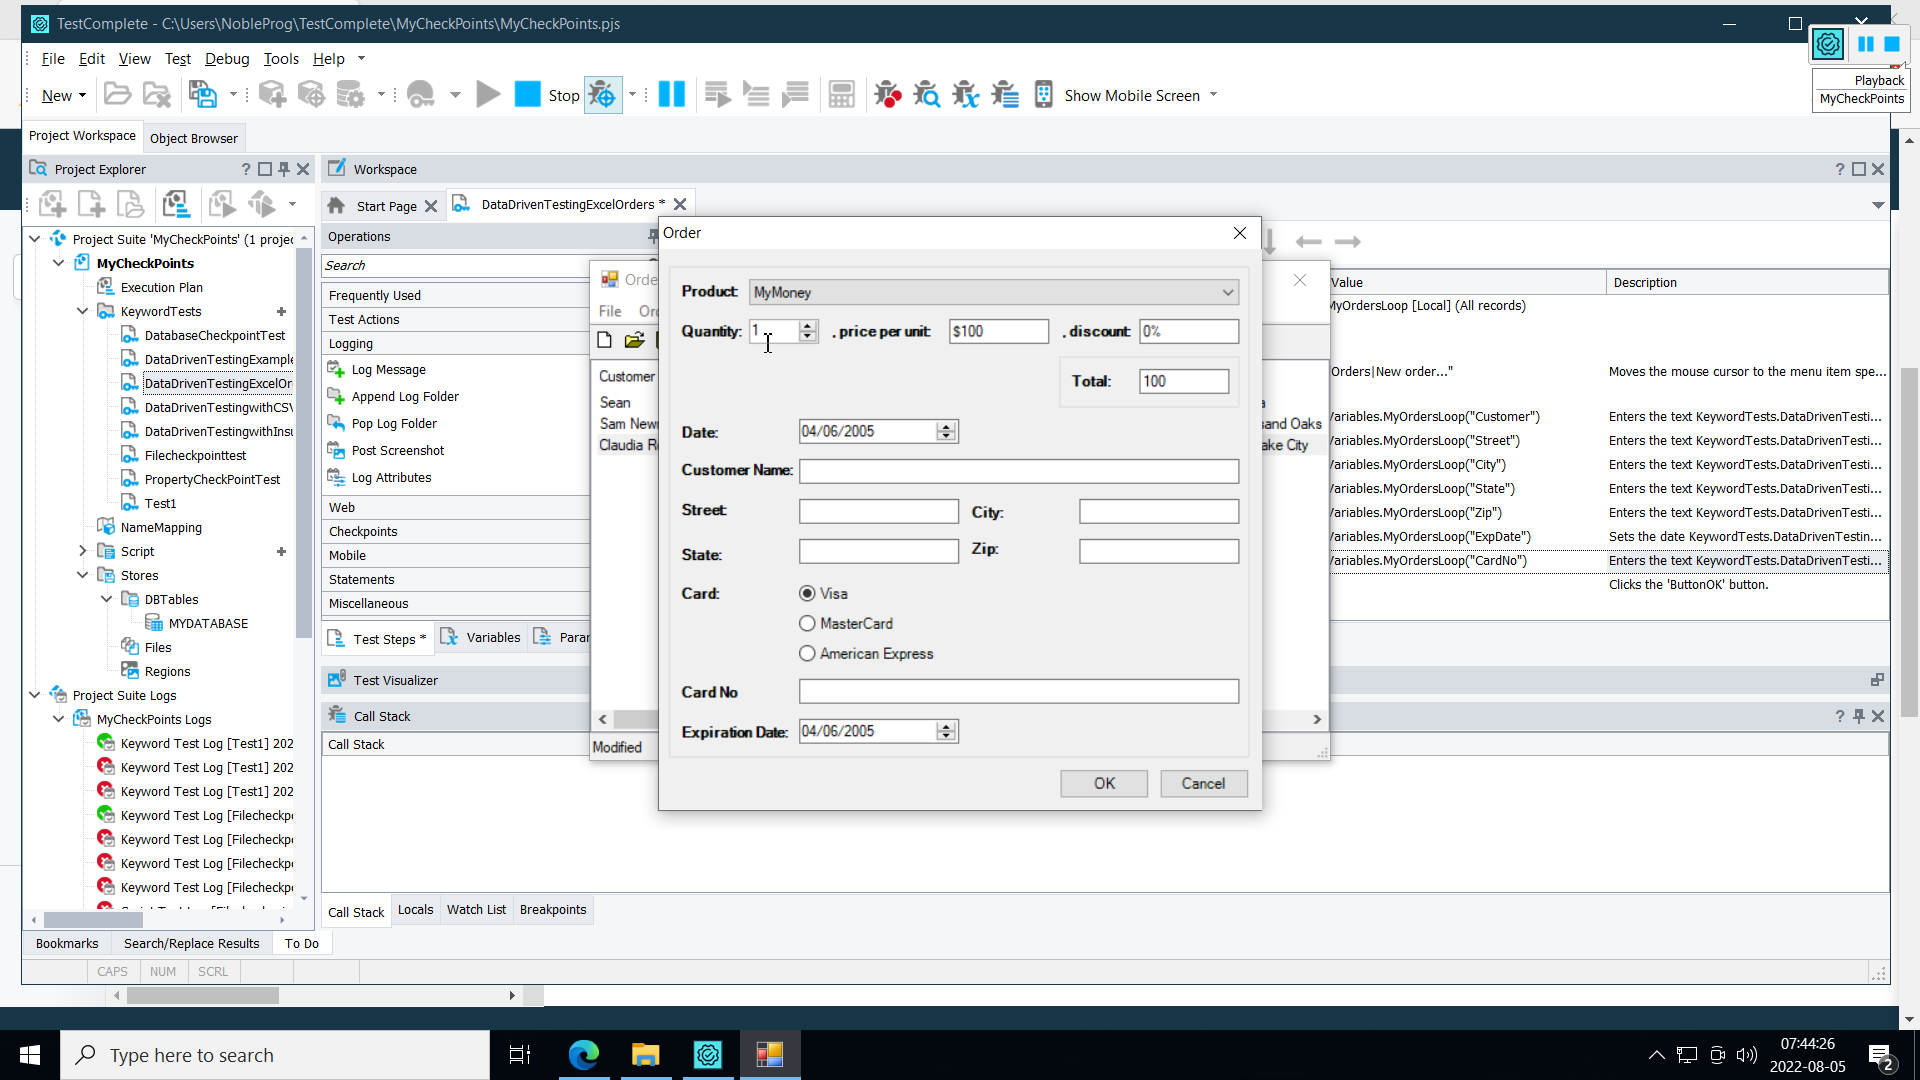 TestComplete - C:\Users\NobleProg\TestComplete\MyCheckPoints\MyCheckPoints.pjs
File Edit View Test Debug Tools Help
New Stop Show Mobile Screen
Playback
MyCheckPoints
Project Workspace Object Browser
Project Explorer ?
Workspace ?
Start Page DataDrivenTestingExcelOrders *
Project Suite 'MyCheckPoints' (1 projec
MyCheckPoints
Execution Plan
KeywordTests
DatabaseCheckpointTest
DataDrivenTestingExample
DataDrivenTestingExcelOr
DataDrivenTestingwithCSV
DataDrivenTestingwithInsu
Filecheckpointtest
PropertyCheckPointTest
Test1
NameMapping
Script
Stores
DBTables
MYDATABASE
Files
Regions
Project Suite Logs
MyCheckPoints Logs
Keyword Test Log [Test1] 202
Keyword Test Log [Test1] 202
Keyword Test Log [Test1] 202
Keyword Test Log [Filecheckp
Keyword Test Log [Filecheckp
Keyword Test Log [Filecheckp
Keyword Test Log [Filecheckp
Operations
Search
Frequently Used
Test Actions
Logging
Log Message
Append Log Folder
Pop Log Folder
Post Screenshot
Log Attributes
Web
Checkpoints
Mobile
Statements
Miscellaneous
Test Steps * Variables Para
Test Visualizer
Call Stack ?
Call Stack
Orde
File Or
Customer
Sean
Sam New
Claudia R
Modified
a
sand Oaks
ake City
Order
Product: MyMoney
Quantity: 1 . price per unit: $100 . discount: 0%
Total: 100
Date: 04/06/2005
Customer Name:
Street: City:
State: Zip:
Card: Visa
MasterCard
American Express
Card No
Expiration Date: 04/06/2005
OK Cancel
Value Description
MyOrdersLoop [Local] (All records)
'Orders|New order..." Moves the mouse cursor to the menu item spe...
Variables.MyOrdersLoop("Customer") Enters the text KeywordTests.DataDrivenTesti...
Variables.MyOrdersLoop("Street") Enters the text KeywordTests.DataDrivenTesti...
Variables.MyOrdersLoop("City") Enters the text KeywordTests.DataDrivenTesti...
Variables.MyOrdersLoop("State") Enters the text KeywordTests.DataDrivenTesti...
Variables.MyOrdersLoop("Zip") Enters the text KeywordTests.DataDrivenTesti...
Variables.MyOrdersLoop("ExpDate") Sets the date KeywordTests.DataDrivenTestin...
Variables.MyOrdersLoop("CardNo") Enters the text KeywordTests.DataDrivenTesti...
Clicks the 'ButtonOK' button.
Call Stack Locals Watch List Breakpoints
Bookmarks Search/Replace Results To Do
CAPS NUM SCRL
Type here to search
07:44:26
2022-08-05
2